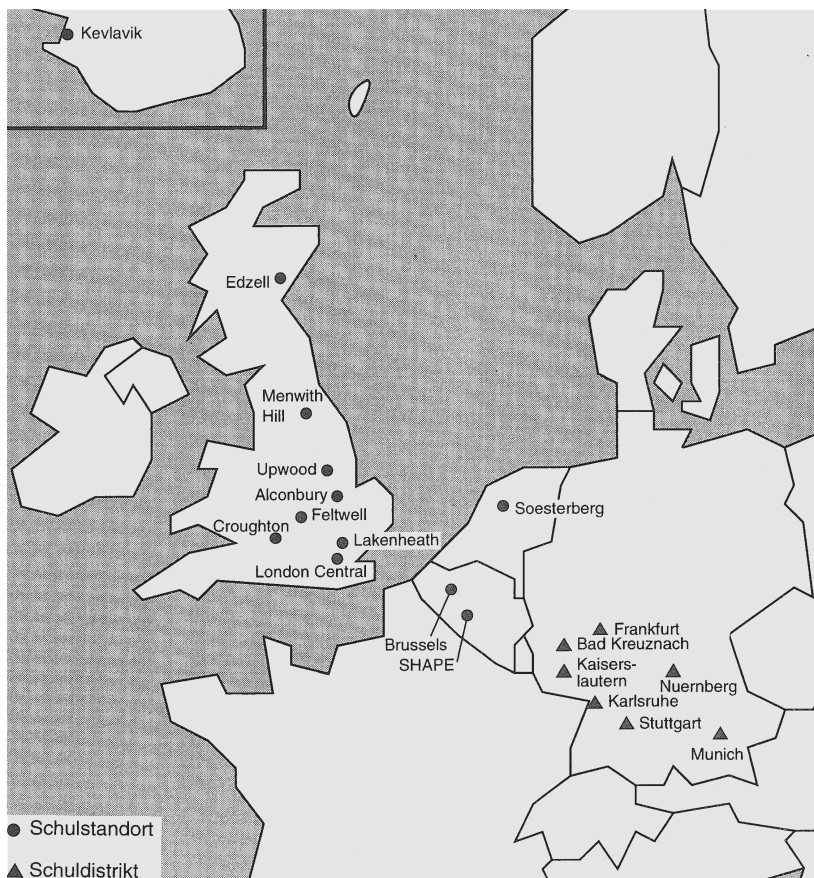 Kevlavik
Edzell
Menwith
Hill
Upwood
Alconbury
Feltwell
Croughton
Lakenheath
London Central
Soesterberg
Brussels
SHAPE
Frankfurt
Bad Kreuznach
Kaisers-
lautern
Nuernberg
Karlsruhe
Stuttgart
Munich
Schulstandort
Schuldistrikt